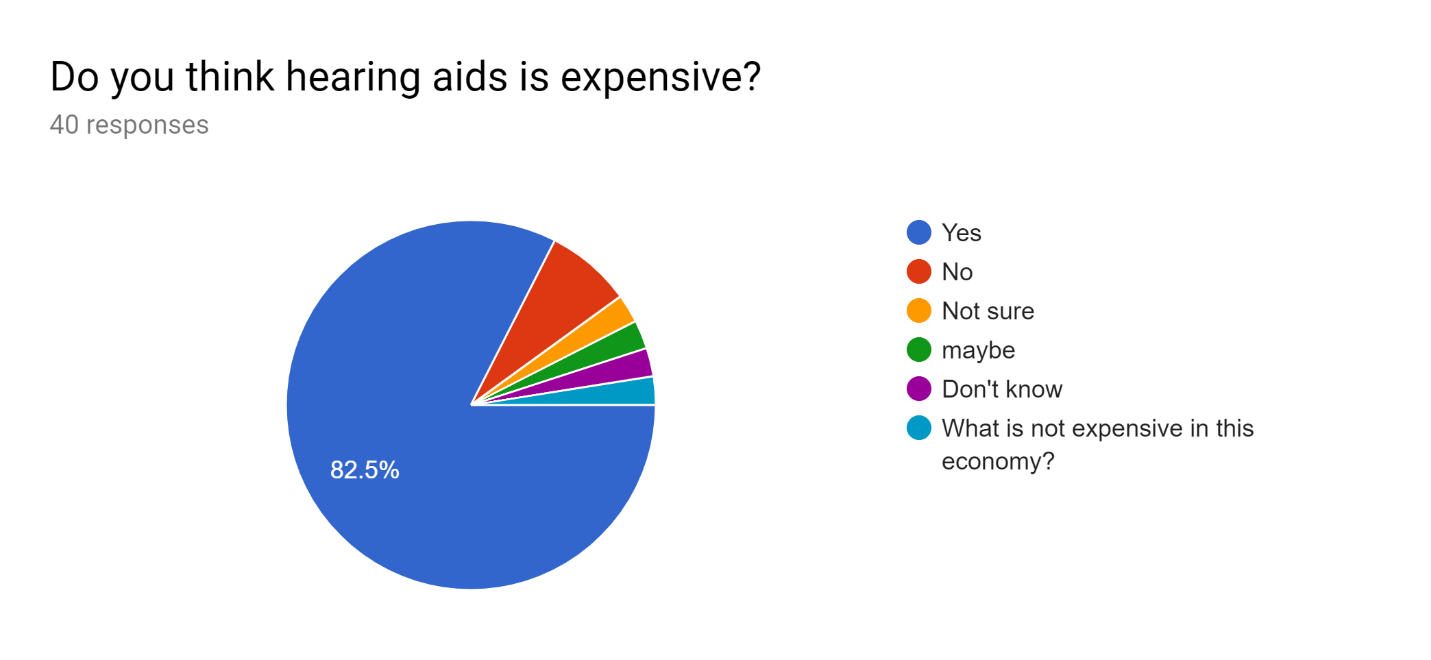 Do you think hearing aids is expensive?
40 responses
82.5%
Yes
No
Not sure
maybe
Don't know
What is not expensive in this
economy?